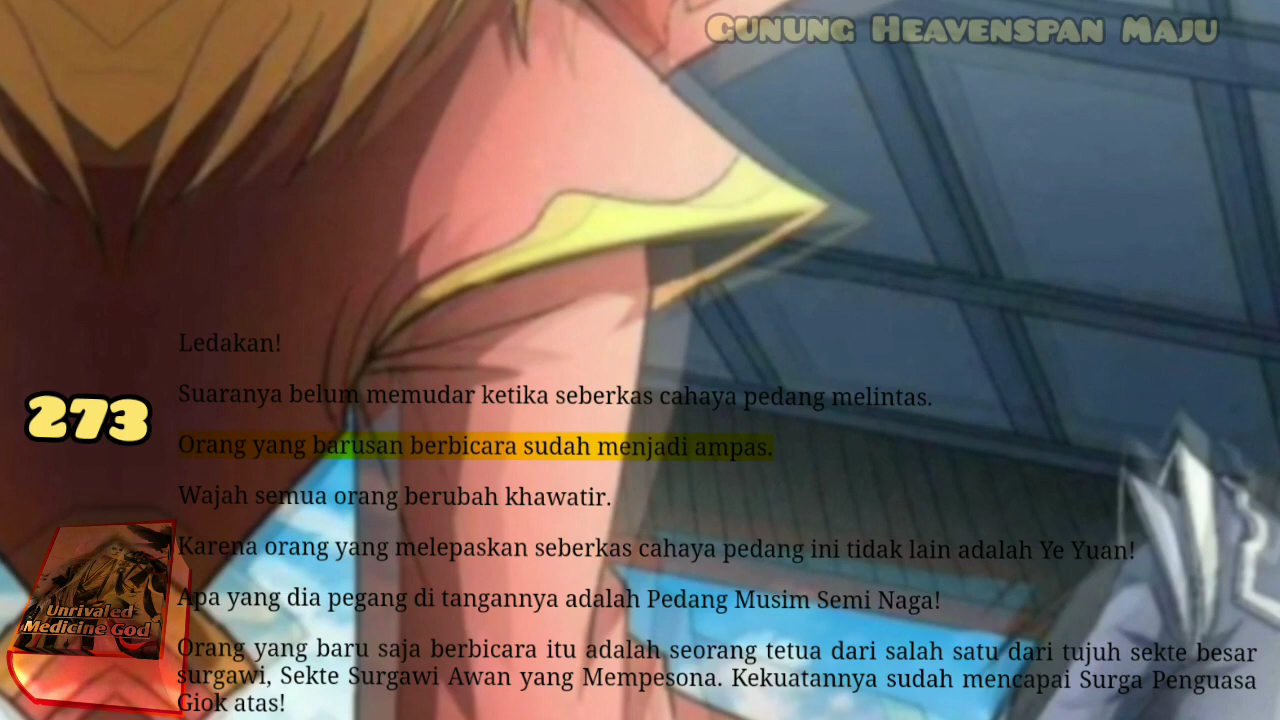 Gunung Heavenspan Maju
Ledakan!
Suaranya belum memudar ketika seberkas cahaya pedang melintas.
273
Orang yang barusan berbicara sudah menjadi ampas.
Wajah semua orang berubah khawatir.
Karena orang yang melepaskan seberkas cahaya pedang ini tidak lain adalah Ye Yuan!
Apa yang dia pegang di tangannya adalah Pedang Musim Semi Naga!
Unrivaled
Medicine God
Orang yang baru saja berbicara itu adalah seorang tetua dari salah satu dari tujuh sekte besar
surgawi, Sekte Surgawi Awan yang Mempesona. Kekuatannya sudah mencapai Surga Penguasa
Giok atas!